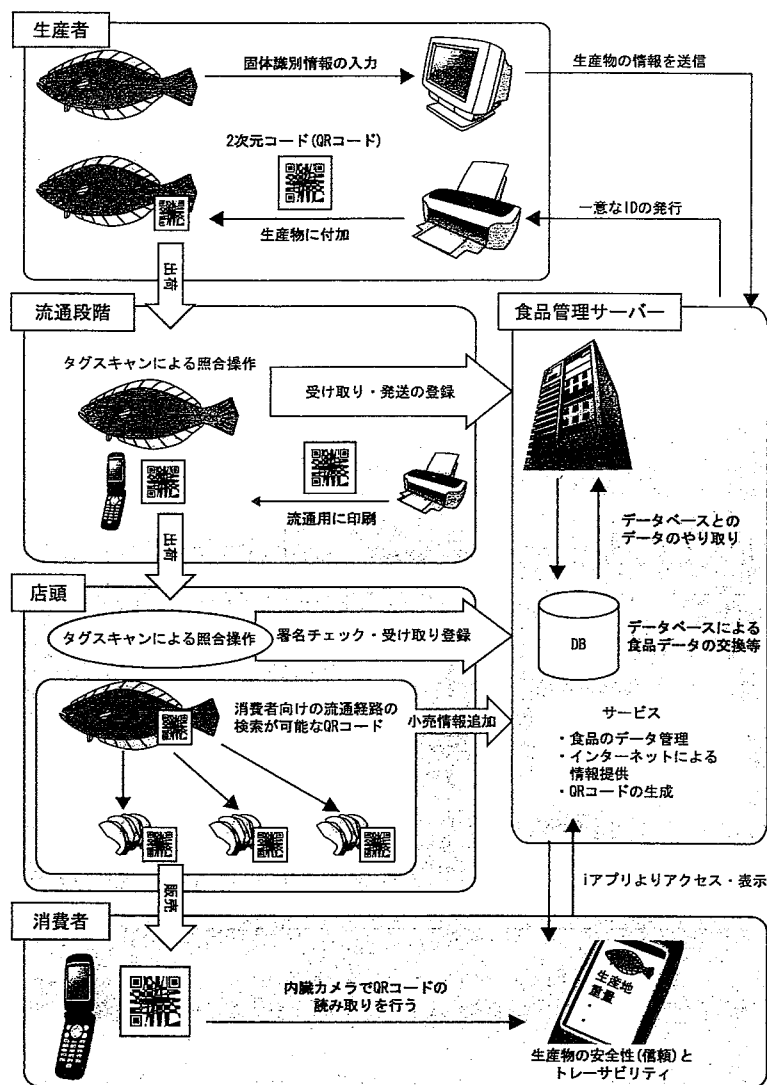 生産者
固体識別情報の入力
生産物の情報を送信
2次元コード(QRコード)
一意なIDの発行
生産物に付加
出荷
流通段階
食品管理サーバー
タグスキャンによる照合操作
受け取り・発送の登録
流通用に印刷
データベースとの
データのやり取り
出荷
店頭
タグスキャンによる照合操作
署名チェック・受け取り登録
DB
データベースによる
食品データの交換等
消費者向けの流通経路の
検索が可能なQRコード
小売情報追加
サービス
・食品のデータ管理
・インターネットによる
情報提供
・QRコードの生成
販売
iアプリよりアクセス・表示
消費者
内臓カメラでQRコードの
読み取りを行う
生産地
重量
・
・
生産物の安全性(信頼)と
トレーサビリティ